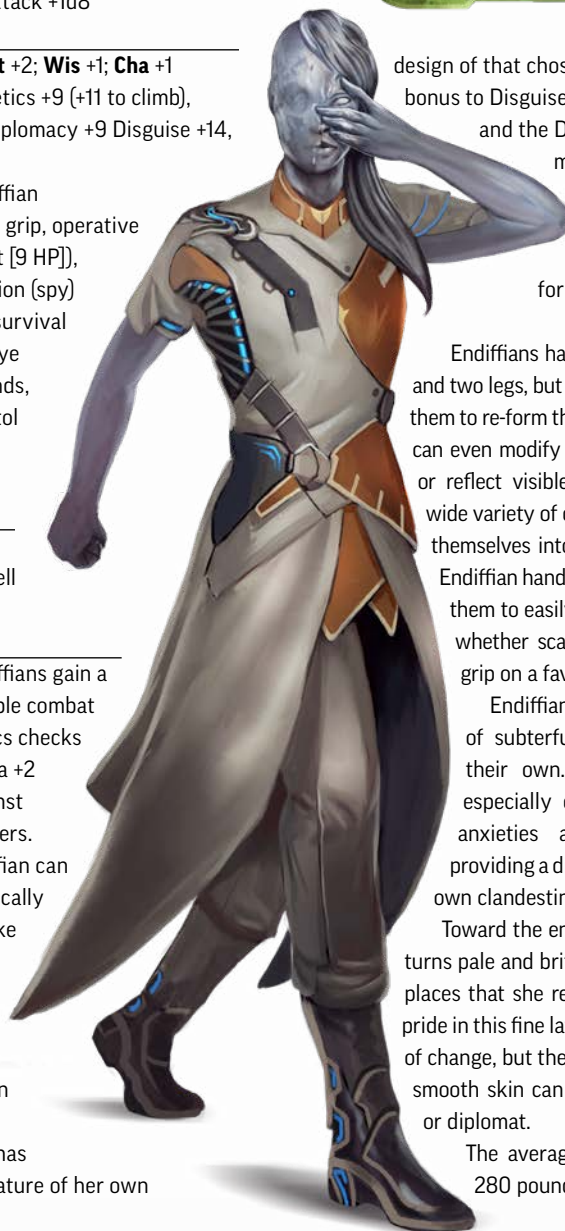 ttack +1d8
t +2; Wis +1; Cha +1
etics +9 (+11 to climb),
plomacy +9 Disguise +14,
ffian
grip, operative
t [9 HP]),
ion (spy)
survival
ye
nds,
tol
ell
ffians gain a
ble combat
cs checks
a +2
nst
ers.
fian can
cally
ke
n
has
ature of her own
design of that chos
bonus to Disguise
and the D
m
for
Endiffians ha
and two legs, but
them to re-form th
can even modify
or reflect visible
wide variety of c
themselves into
Endiffian hand
them to easily
whether sca
grip on a fav
Endiffian
of subterfu
their own.
especially c
anxieties a
providing a d
own clandestin
Toward the en
turns pale and brit
places that she re
pride in this fine la
of change, but the
smooth skin can
or diplomat.
The averag
280 pound